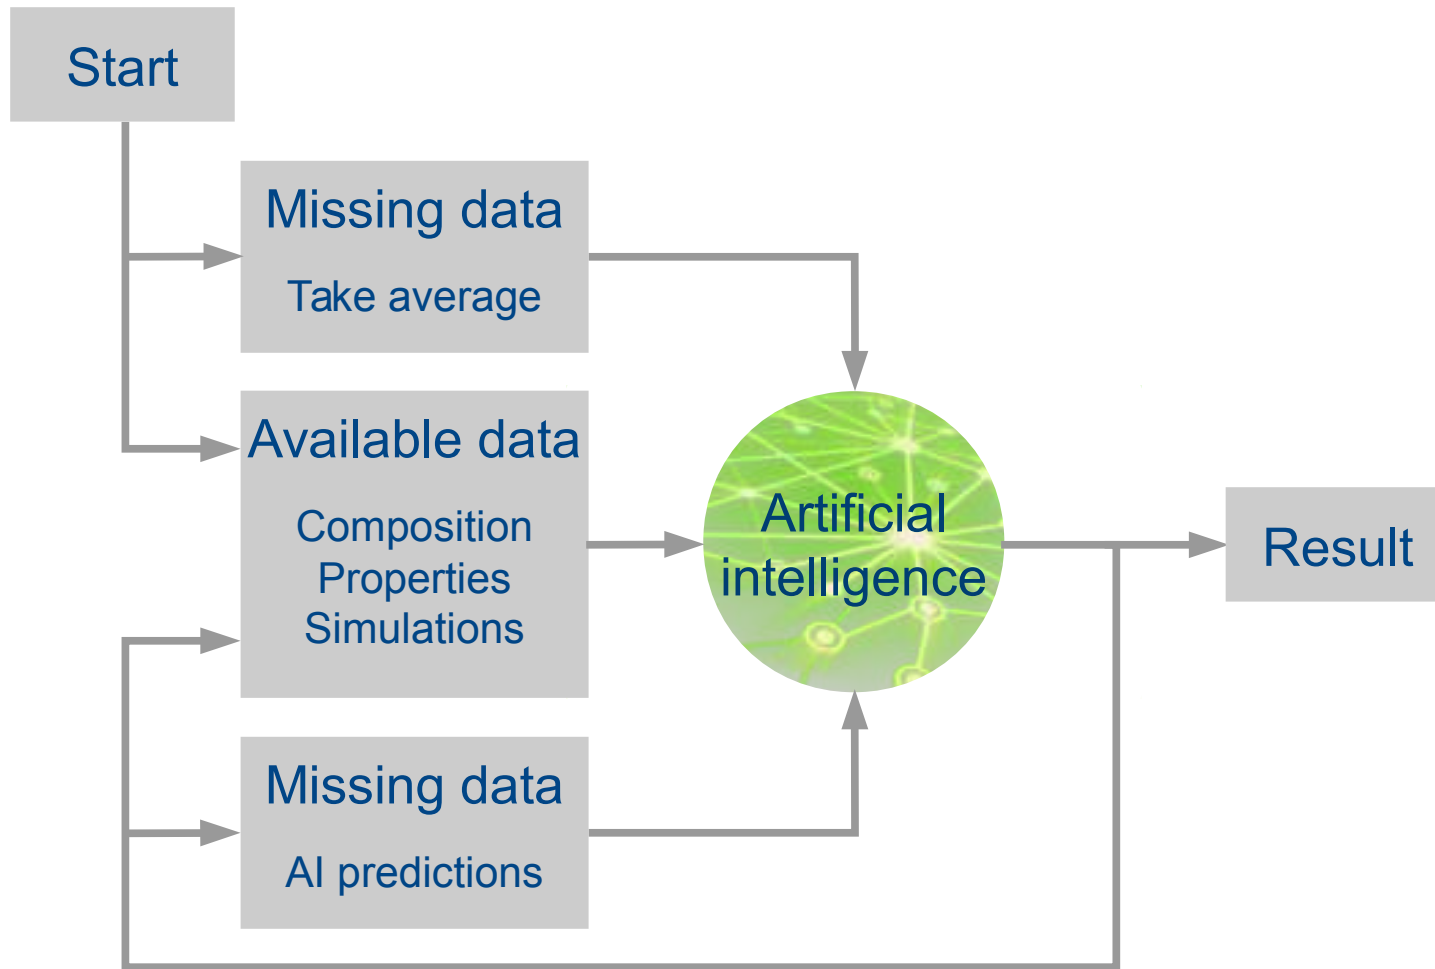 Start
Missing data
Take average
Available data
Composition
Properties
Simulations
Artificial
intelligence
Result
Missing data
AI predictions